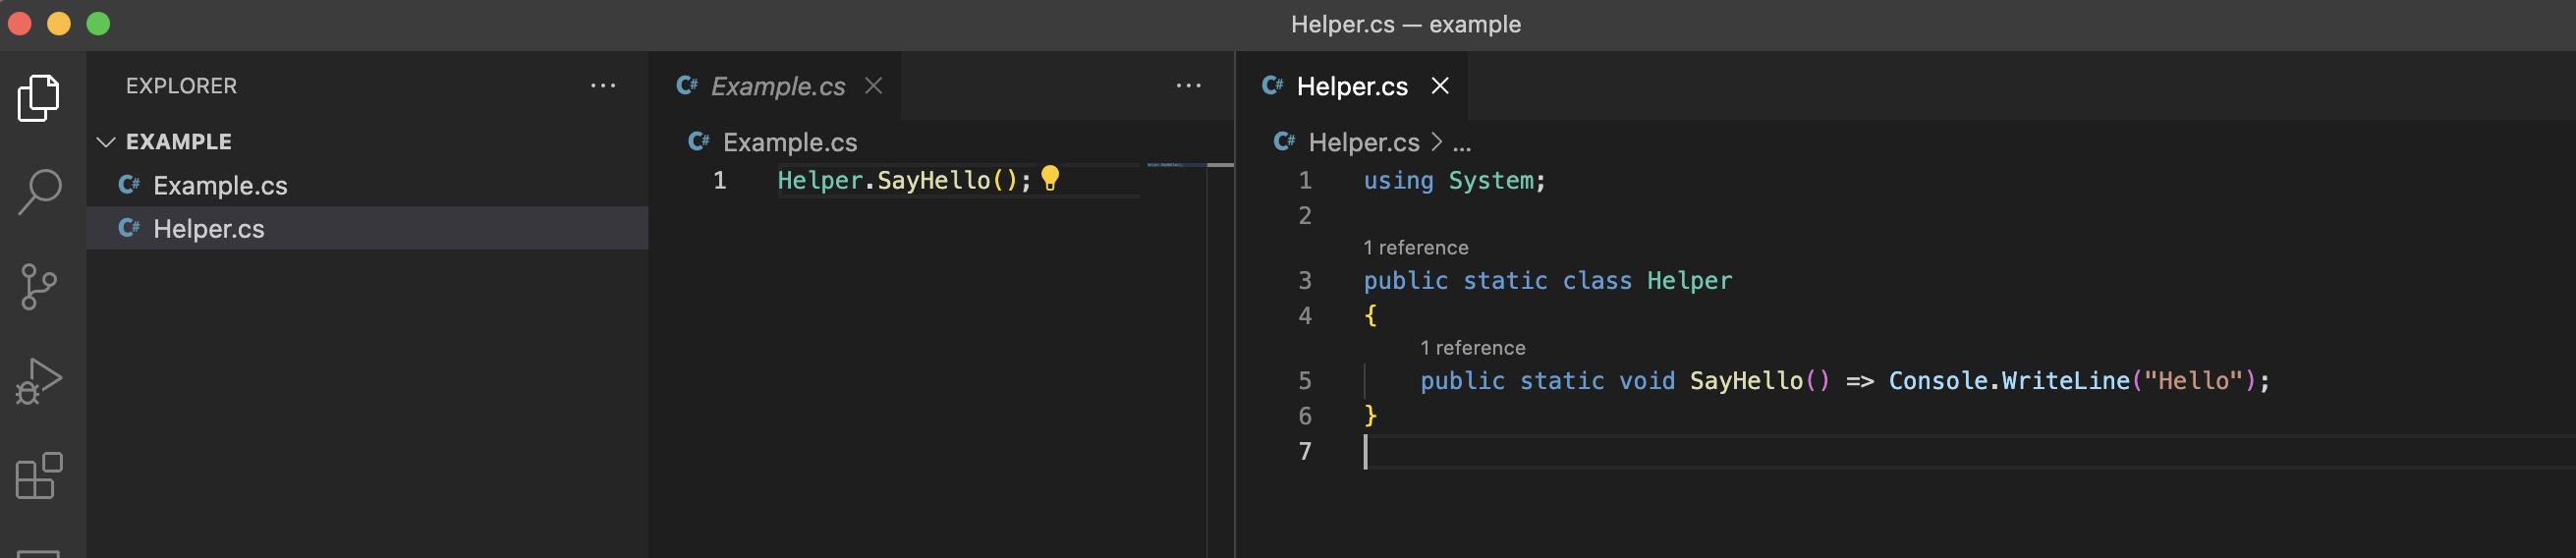 Helper.cs — example
EXPLORER
EXAMPLE
Example.cs
Helper.cs
Example.cs
Example.cs
1 Helper.SayHello();
Helper.cs
Helper.cs > ...
1 using System;
2
1 reference
3 public static class Helper
4 {
1 reference
5 public static void SayHello() => Console.WriteLine("Hello");
6 }
7